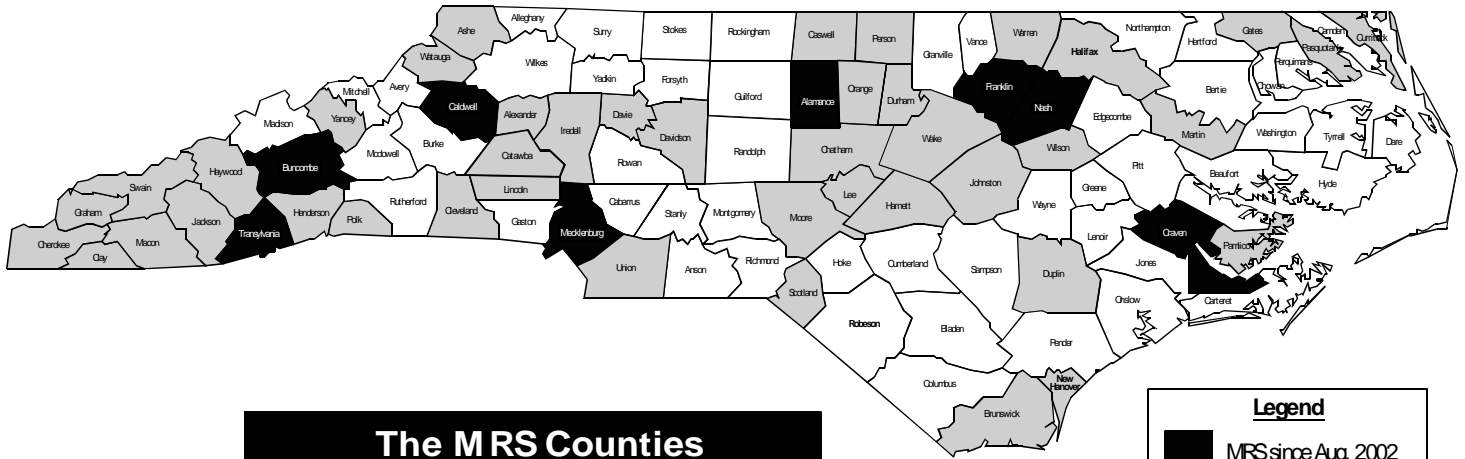 Alleghany
Ashe
Surry
Stokes
Rockingham
Caswell
Person
Granville
Vance
Warren
Northampton
Gates
Camden
Currituck
Pasquotank
Perquimans
Chowan
Hertford
Halifax
Watauga
Wilkes
Yadkin
Forsyth
Guilford
Alamance
Orange
Durham
Franklin
Nash
Edgecombe
Bertie
Mitchell
Avery
Caldwell
Alexander
Iredell
Davie
Davidson
Randolph
Chatham
Wake
Wilson
Martin
Washington
Tyrrell
Dare
Madison
Yancey
Mcdowell
Burke
Catawba
Rowan
Johnston
Pitt
Beaufort
Hyde
Buncombe
Haywood
Swain
Graham
Cherokee
Clay
Macon
Jackson
Transylvania
Henderson
Polk
Rutherford
Cleveland
Lincoln
Gaston
Mecklenburg
Cabarrus
Stanly
Montgomery
Moore
Lee
Harnett
Wayne
Greene
Lenoir
Craven
Pamlico
Jones
Carteret
Onslow
Duplin
Sampson
Cumberland
Hoke
Richmond
Anson
Union
Scotland
Robeson
Bladen
Pender
Columbus
Brunswick
New
Hanover
The MRS Counties
Legend
MRS since Aug. 2002